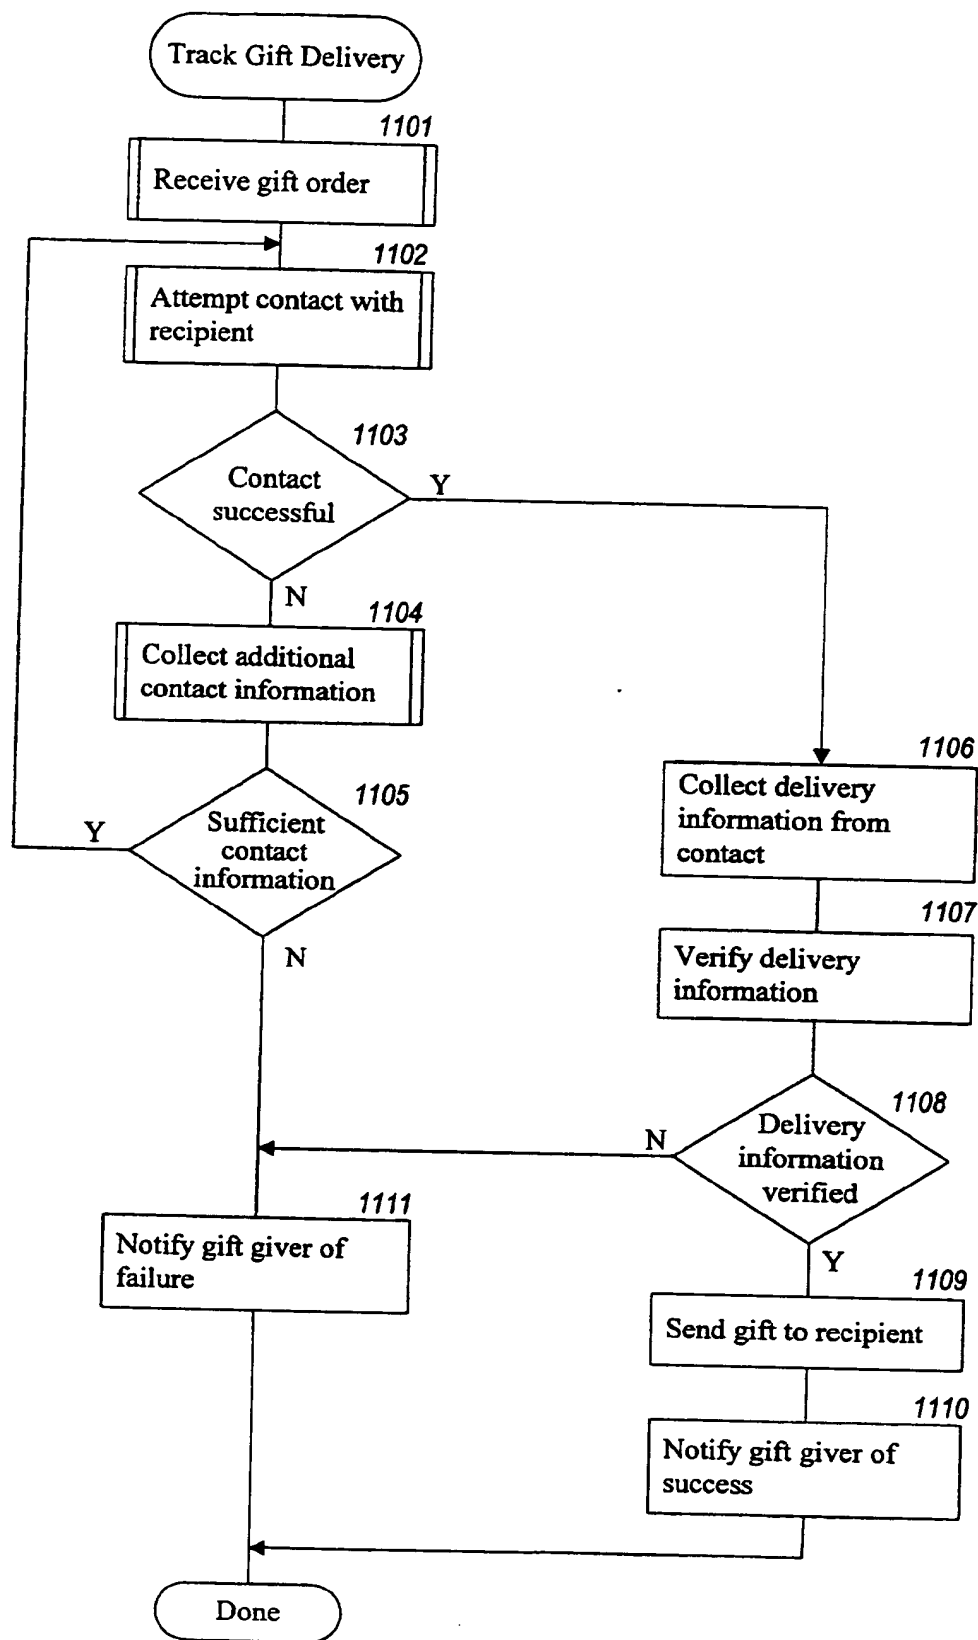 Track Gift Delivery
1101
Receive gift order
1102
Attempt contact with
recipient
1103
Contact
successful
Y
N
1104
Collect additional
contact information
1105
Sufficient
contact
information
Y
N
1106
Collect delivery
information from
contact
1107
Verify delivery
information
1108
Delivery
information
verified
N
Y
1111
Notify gift giver of
failure
1109
Send gift to recipient
1110
Notify gift giver of
success
Done